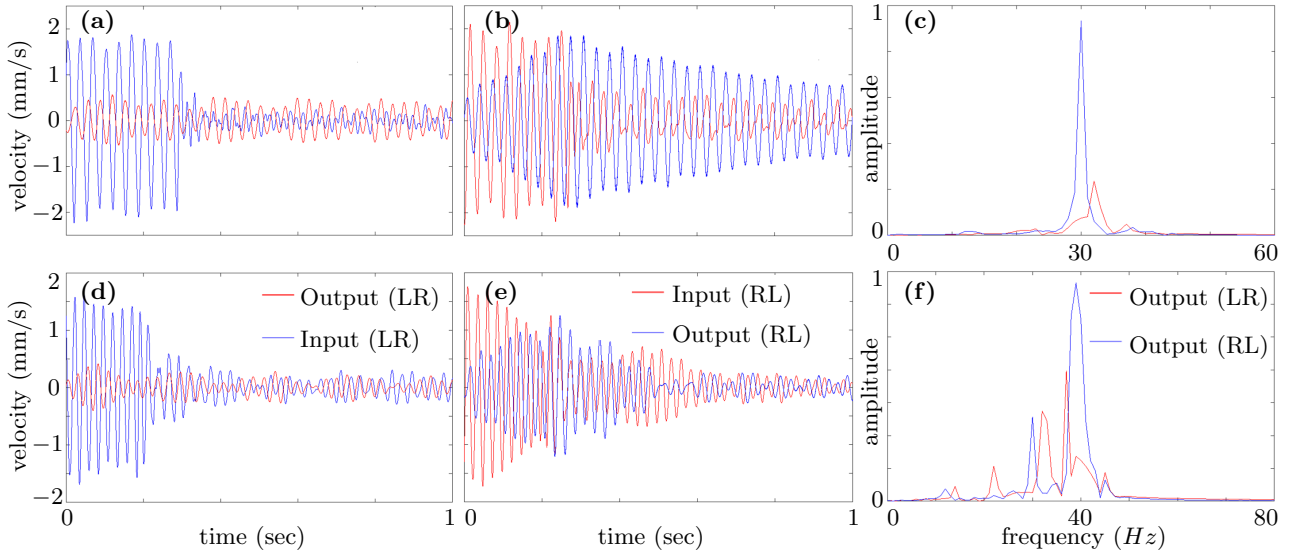 (a)
(b)
(c)
velocity (mm/s)
2
1
0
−1
−2
amplitude
1
0
0
30
60
(d)
(e)
(f)
Output (LR)
Input (LR)
Input (RL)
Output (RL)
Output (LR)
Output (RL)
velocity (mm/s)
2
1
0
−1
−2
0
1
time (sec)
0
1
time (sec)
amplitude
1
0
0
40
80
frequency (Hz)